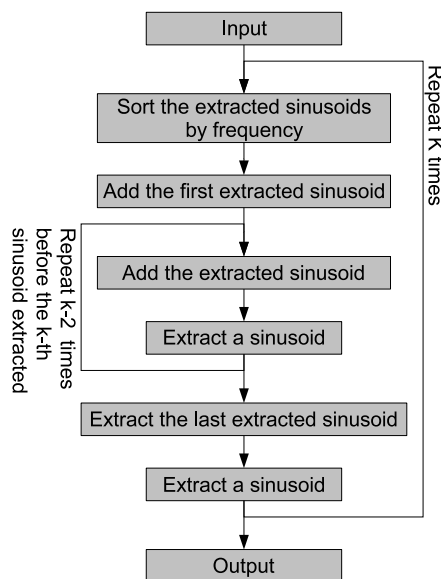 Input
Sort the extracted sinusoids
by frequency
Add the first extracted sinusoid
Add the extracted sinusoid
Extract a sinusoid
Extract the last extracted sinusoid
Extract a sinusoid
Output
Repeat K times
Repeat k-2 times
before the k-th
sinusoid extracted